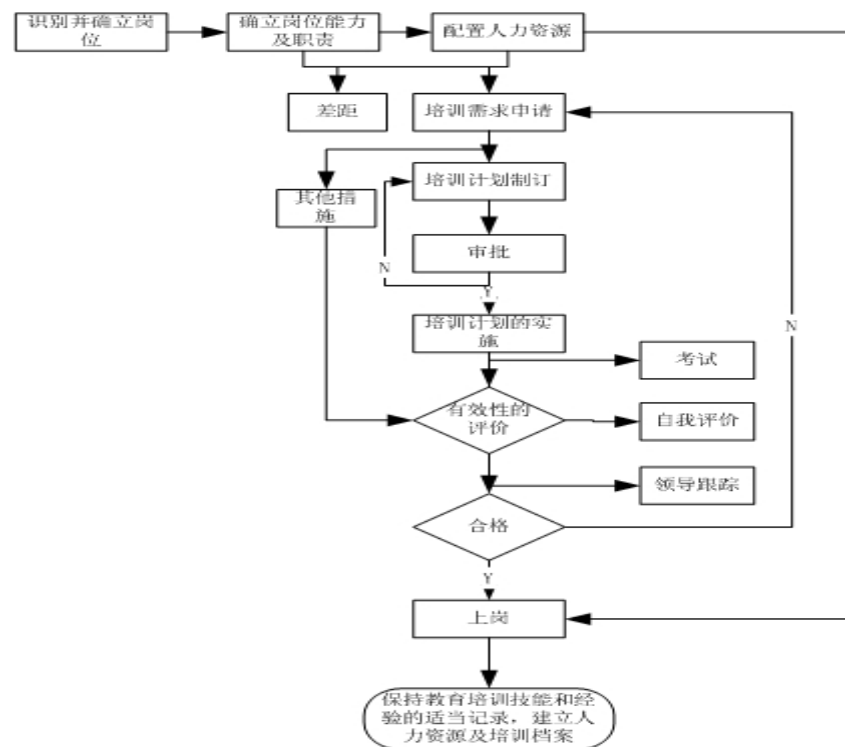 识别并确立岗
位
确立岗位能力
及职责
配置人力资源
差距
培训需求申请
培训计划制订
其他措
施
审批
N
Y
培训计划的实
施
N
考试
有效性的
评价
自我评价
领导跟踪
合格
Y
上岗
保持教育培训技能和经
验的适当记录，建立人
力资源及培训档案